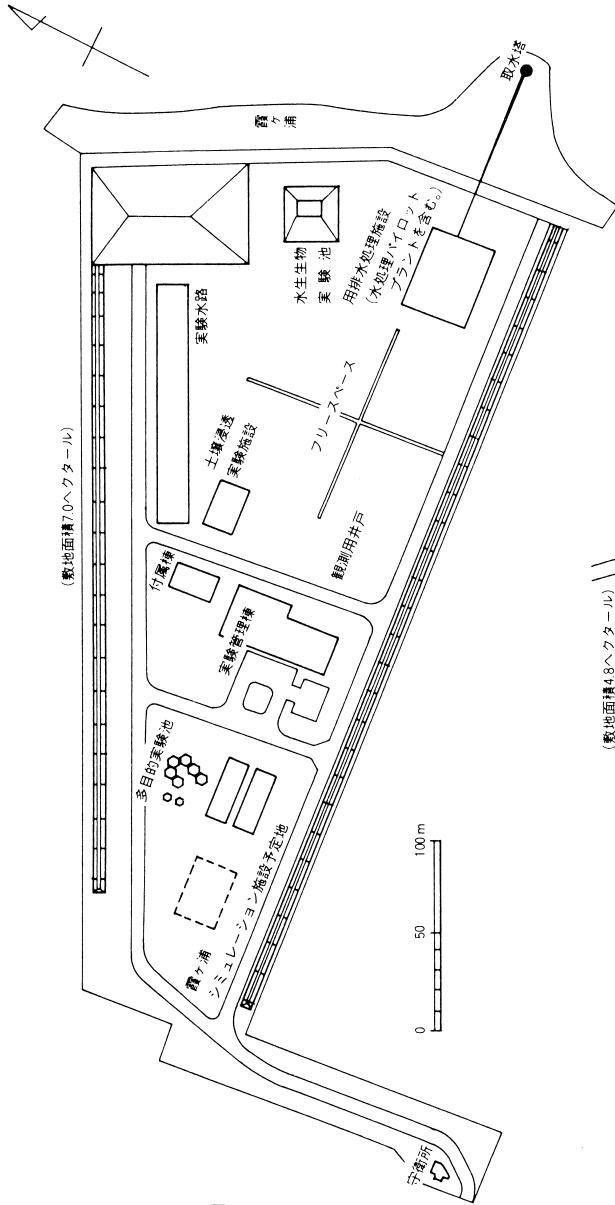 霞ヶ浦
取水塔
用排水処理施設
(水処理パイロット
プラントを含む。)
水生生物
実験池
実験水路
(敷地面積7.0ヘクタール)
土壌浸透
実験施設
フリースペース
観測用井戸
付属棟
実験管理棟
多目的実験池
霞ヶ浦
シミュレーション施設予定地
守衛所
0 50 100m
(敷地面積4.8ヘクタール)